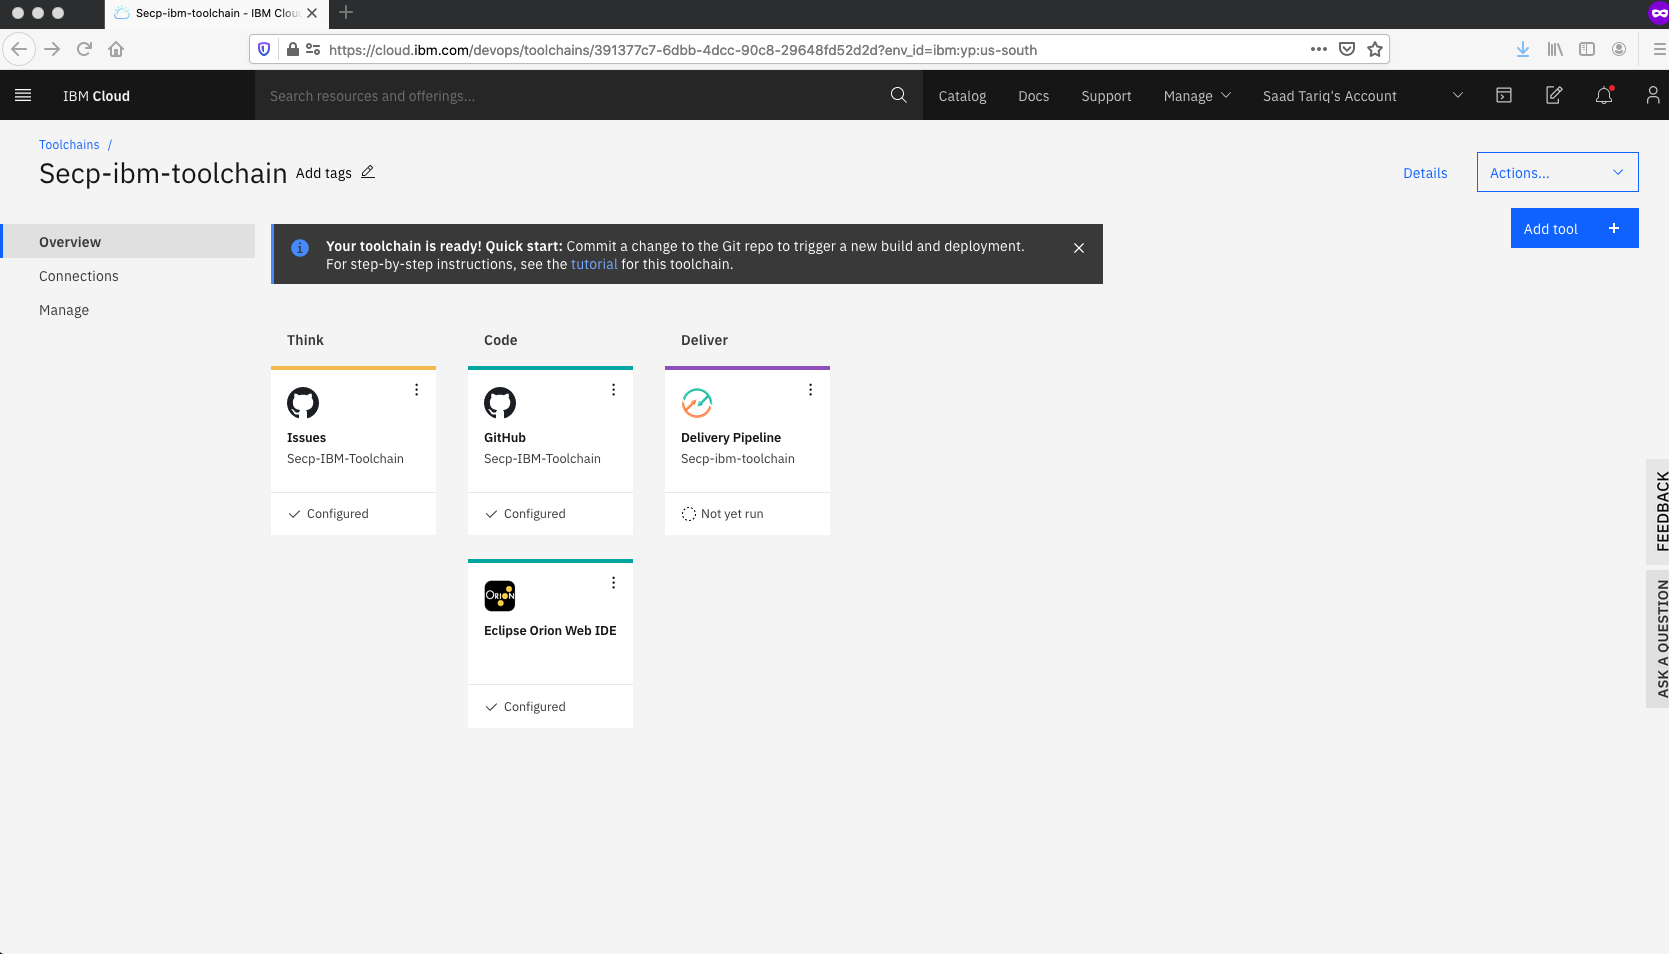 Secp-ibm-toolchain - IBM Clou
https://cloud.ibm.com/devops/toolchains/391377c7-6dbb-4dcc-90c8-29648fd52d2d?env_id=ibm:yp:us-south
IBM Cloud
Search resources and offerings...
Catalog
Docs
Support
Manage
Saad Tariq's Account
Toolchains /
Secp-ibm-toolchain
Add tags
Details
Actions...
Add tool
Overview
Connections
Manage
Your toolchain is ready! Quick start: Commit a change to the Git repo to trigger a new build and deployment.
For step-by-step instructions, see the tutorial for this toolchain.
Think
Code
Deliver
Issues
Secp-IBM-Toolchain
Configured
GitHub
Secp-IBM-Toolchain
Configured
Delivery Pipeline
Secp-ibm-toolchain
Not yet run
ORION
Eclipse Orion Web IDE
Configured
FEEDBACK
ASK A QUESTION